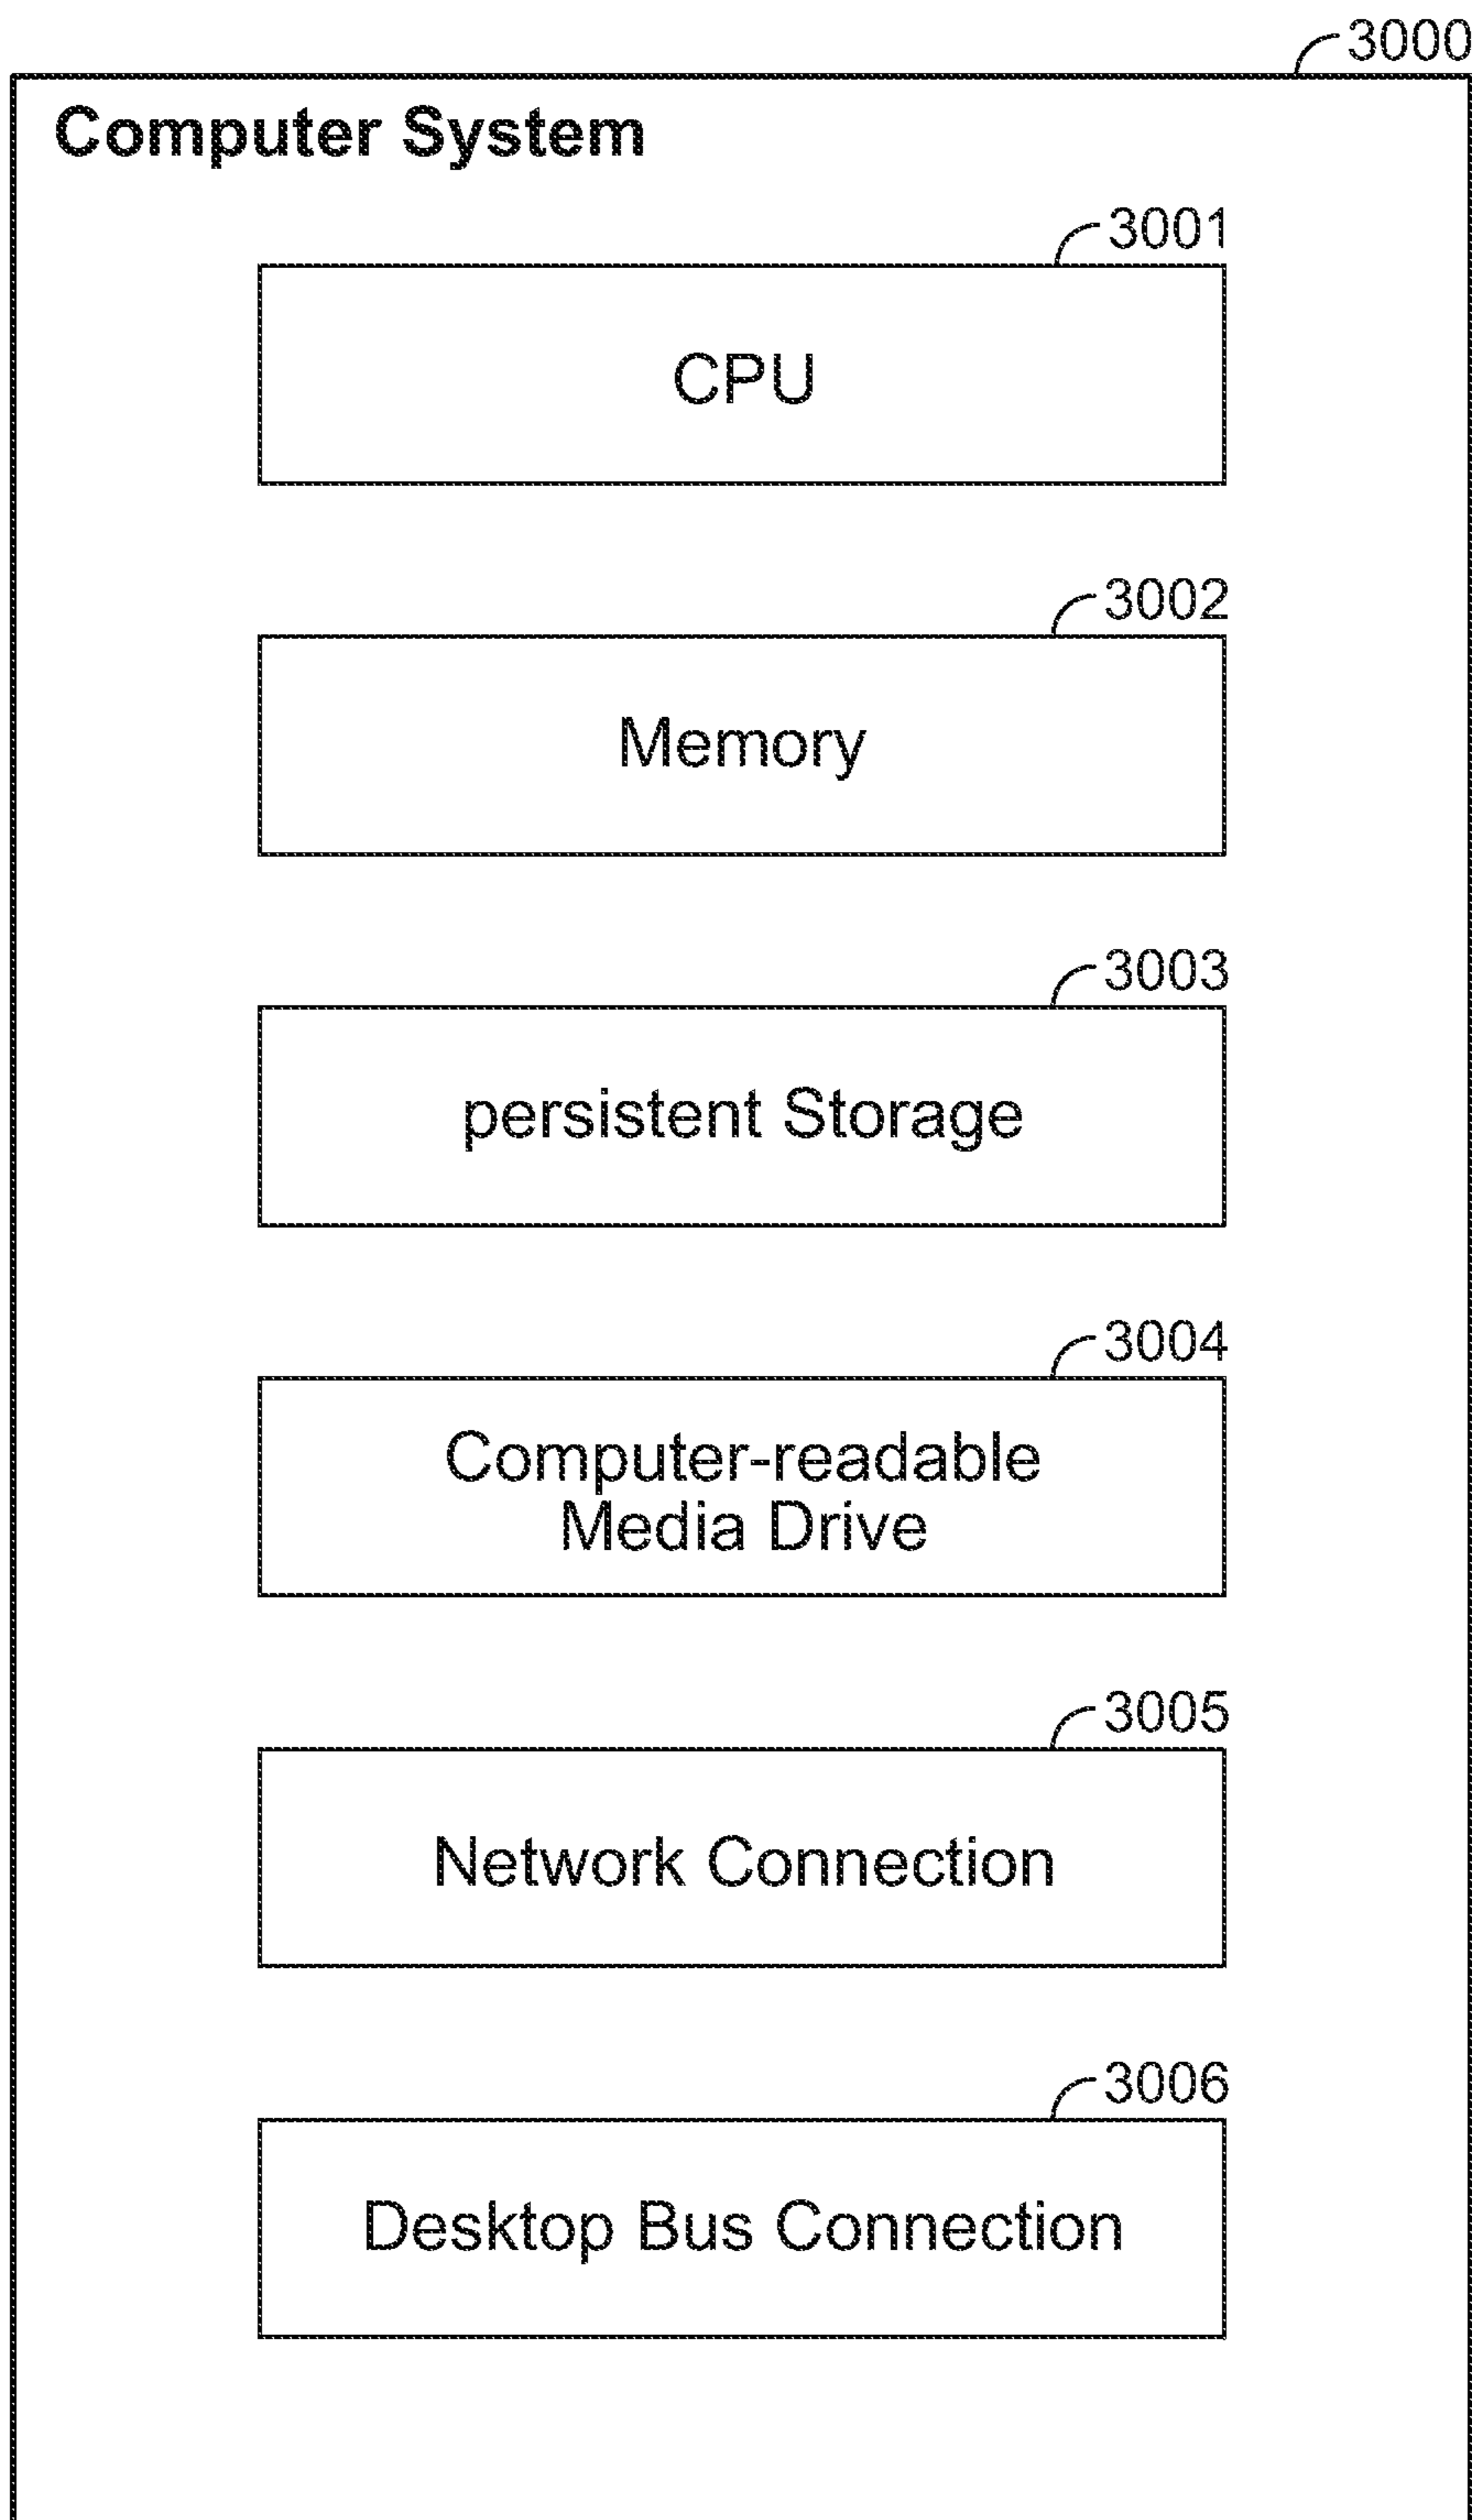 3000
Computer System
3001
CPU
3002
Memory
3003
persistent Storage
3004
Computer-readable
Media Drive
3005
Network Connection
3006
Desktop Bus Connection